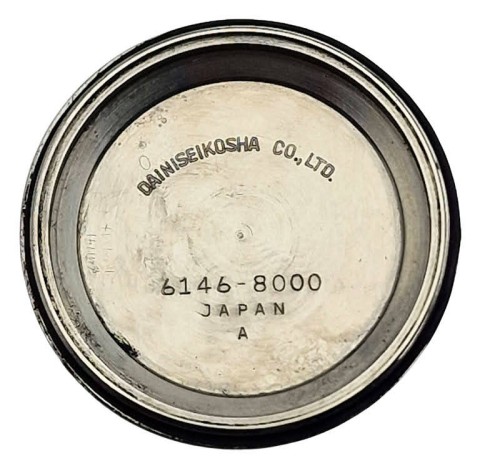 DAINISEIKOSHA CO., LTD.
6146-8000
JAPAN
A